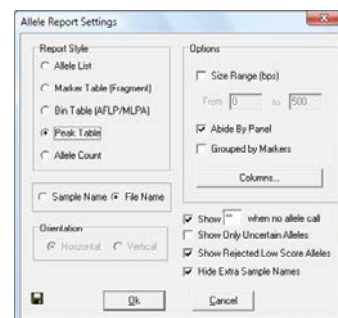 Allele Report Settings
Report Style
Allele List
Marker Table (Fragment)
Bin Table (AFLP/MLPA)
Peak Table
Allele Count
Sample Name File Name
Orientation
Horizontal Vertical
Options
Size Range (bps)
From 0 to 500
Abide By Panel
Grouped by Markers
Columns...
Show "" when no allele call
Show Only Uncertain Alleles
Show Rejected Low Score Alleles
Hide Extra Sample Names
Ok Cancel